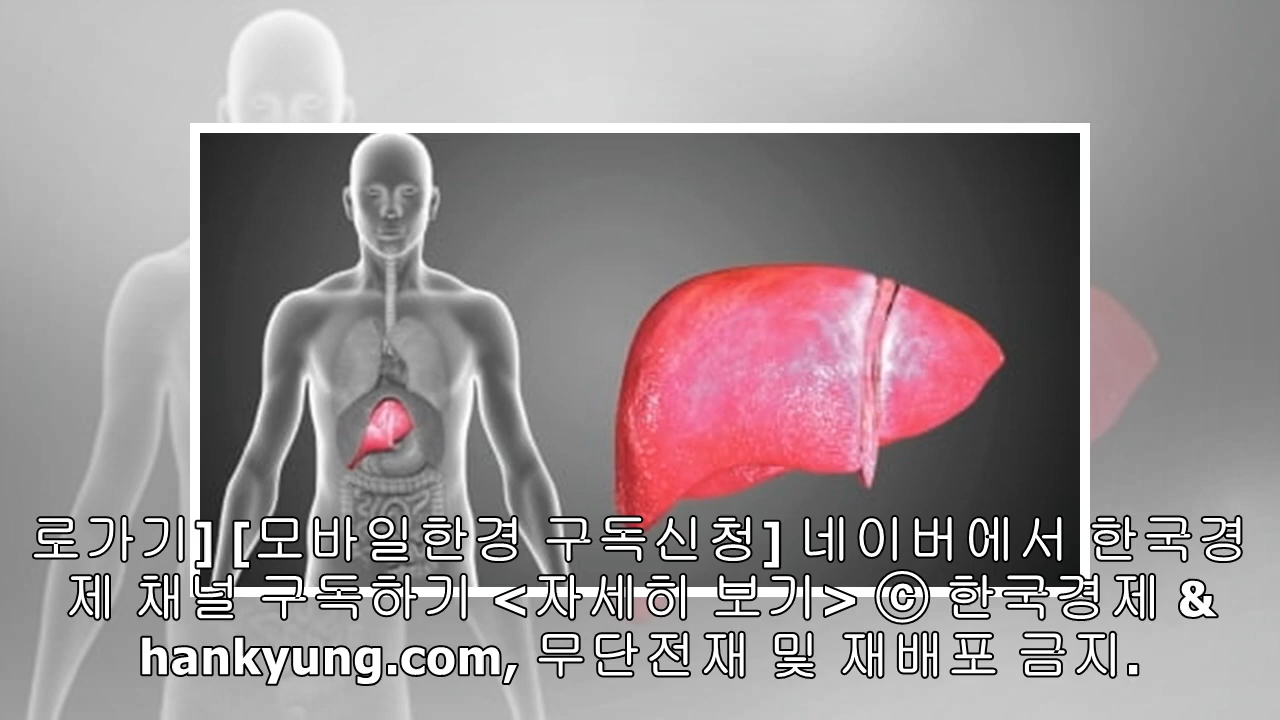 로가기] [모바일한경 구독신청] 네이버에서 한국경
제 채널 구독하기 <자세히 보기> ⓒ 한국경제 &
hankyung.com, 무단전재 및 재배포 금지.